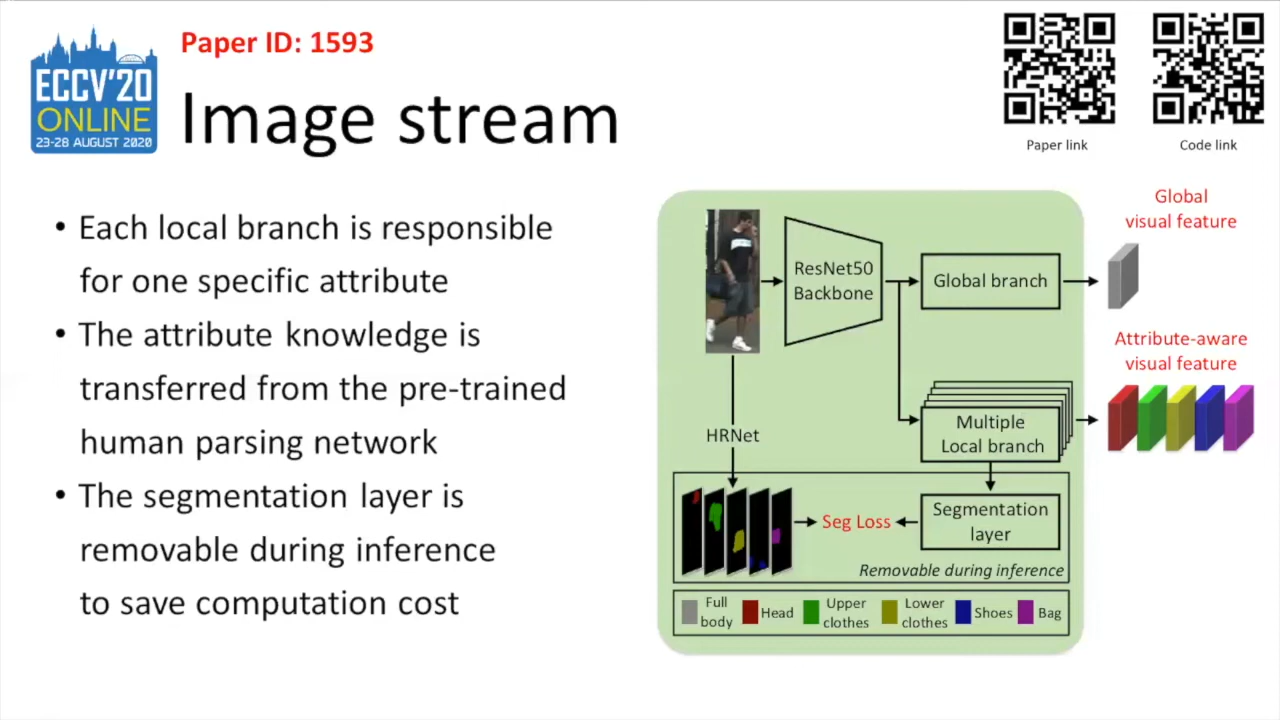 Paper ID: 1593
ECCV'20
ONLINE
23-28 AUGUST 2020
Image stream
Paper link
Code link
• Each local branch is responsible
for one specific attribute
• The attribute knowledge is
transferred from the pre-trained
human parsing network
• The segmentation layer is
removable during inference
to save computation cost
Global
visual feature
ResNet50
Backbone
Global branch
Attribute-aware
visual feature
HRNet
Multiple
Local branch
Seg Loss
Segmentation
layer
Removable during inference
Full
body
Head
Upper
clothes
Lower
clothes
Shoes
Bag